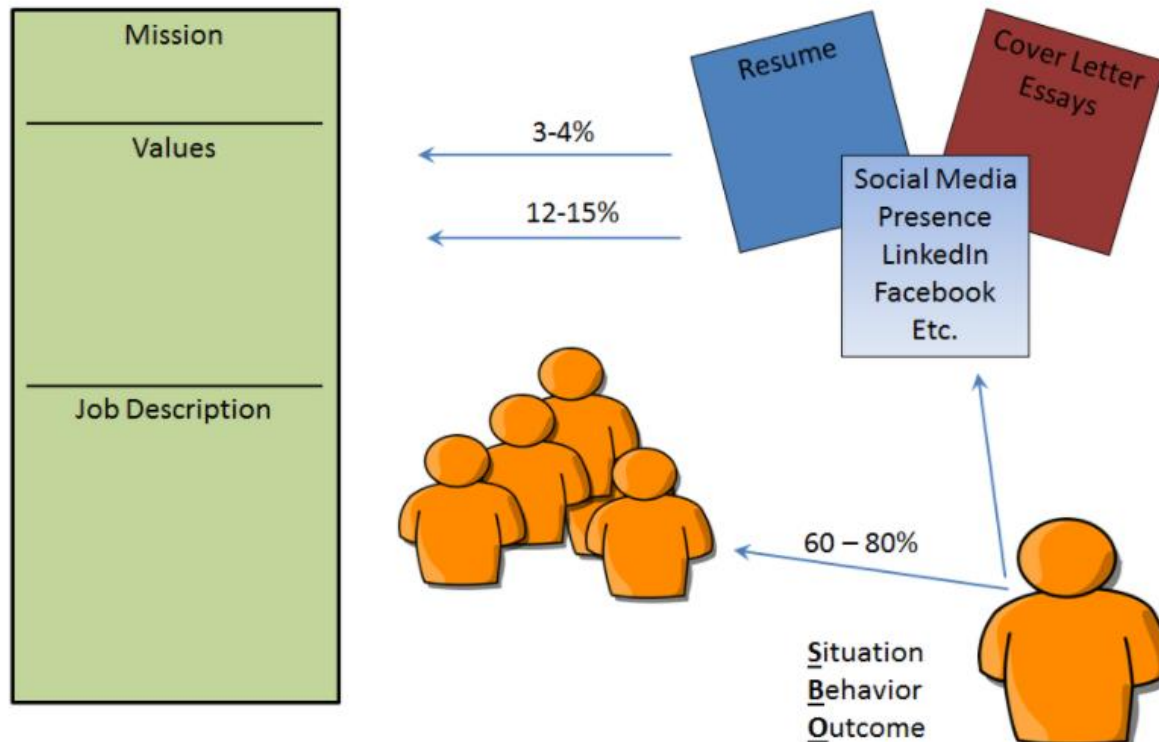 Mission
Values
Job Description
3-4%
12-15%
Resume
Cover Letter
Essays
Social Media
Presence
LinkedIn
Facebook
Etc.
60 – 80%
Situation
Behavior
Outcome